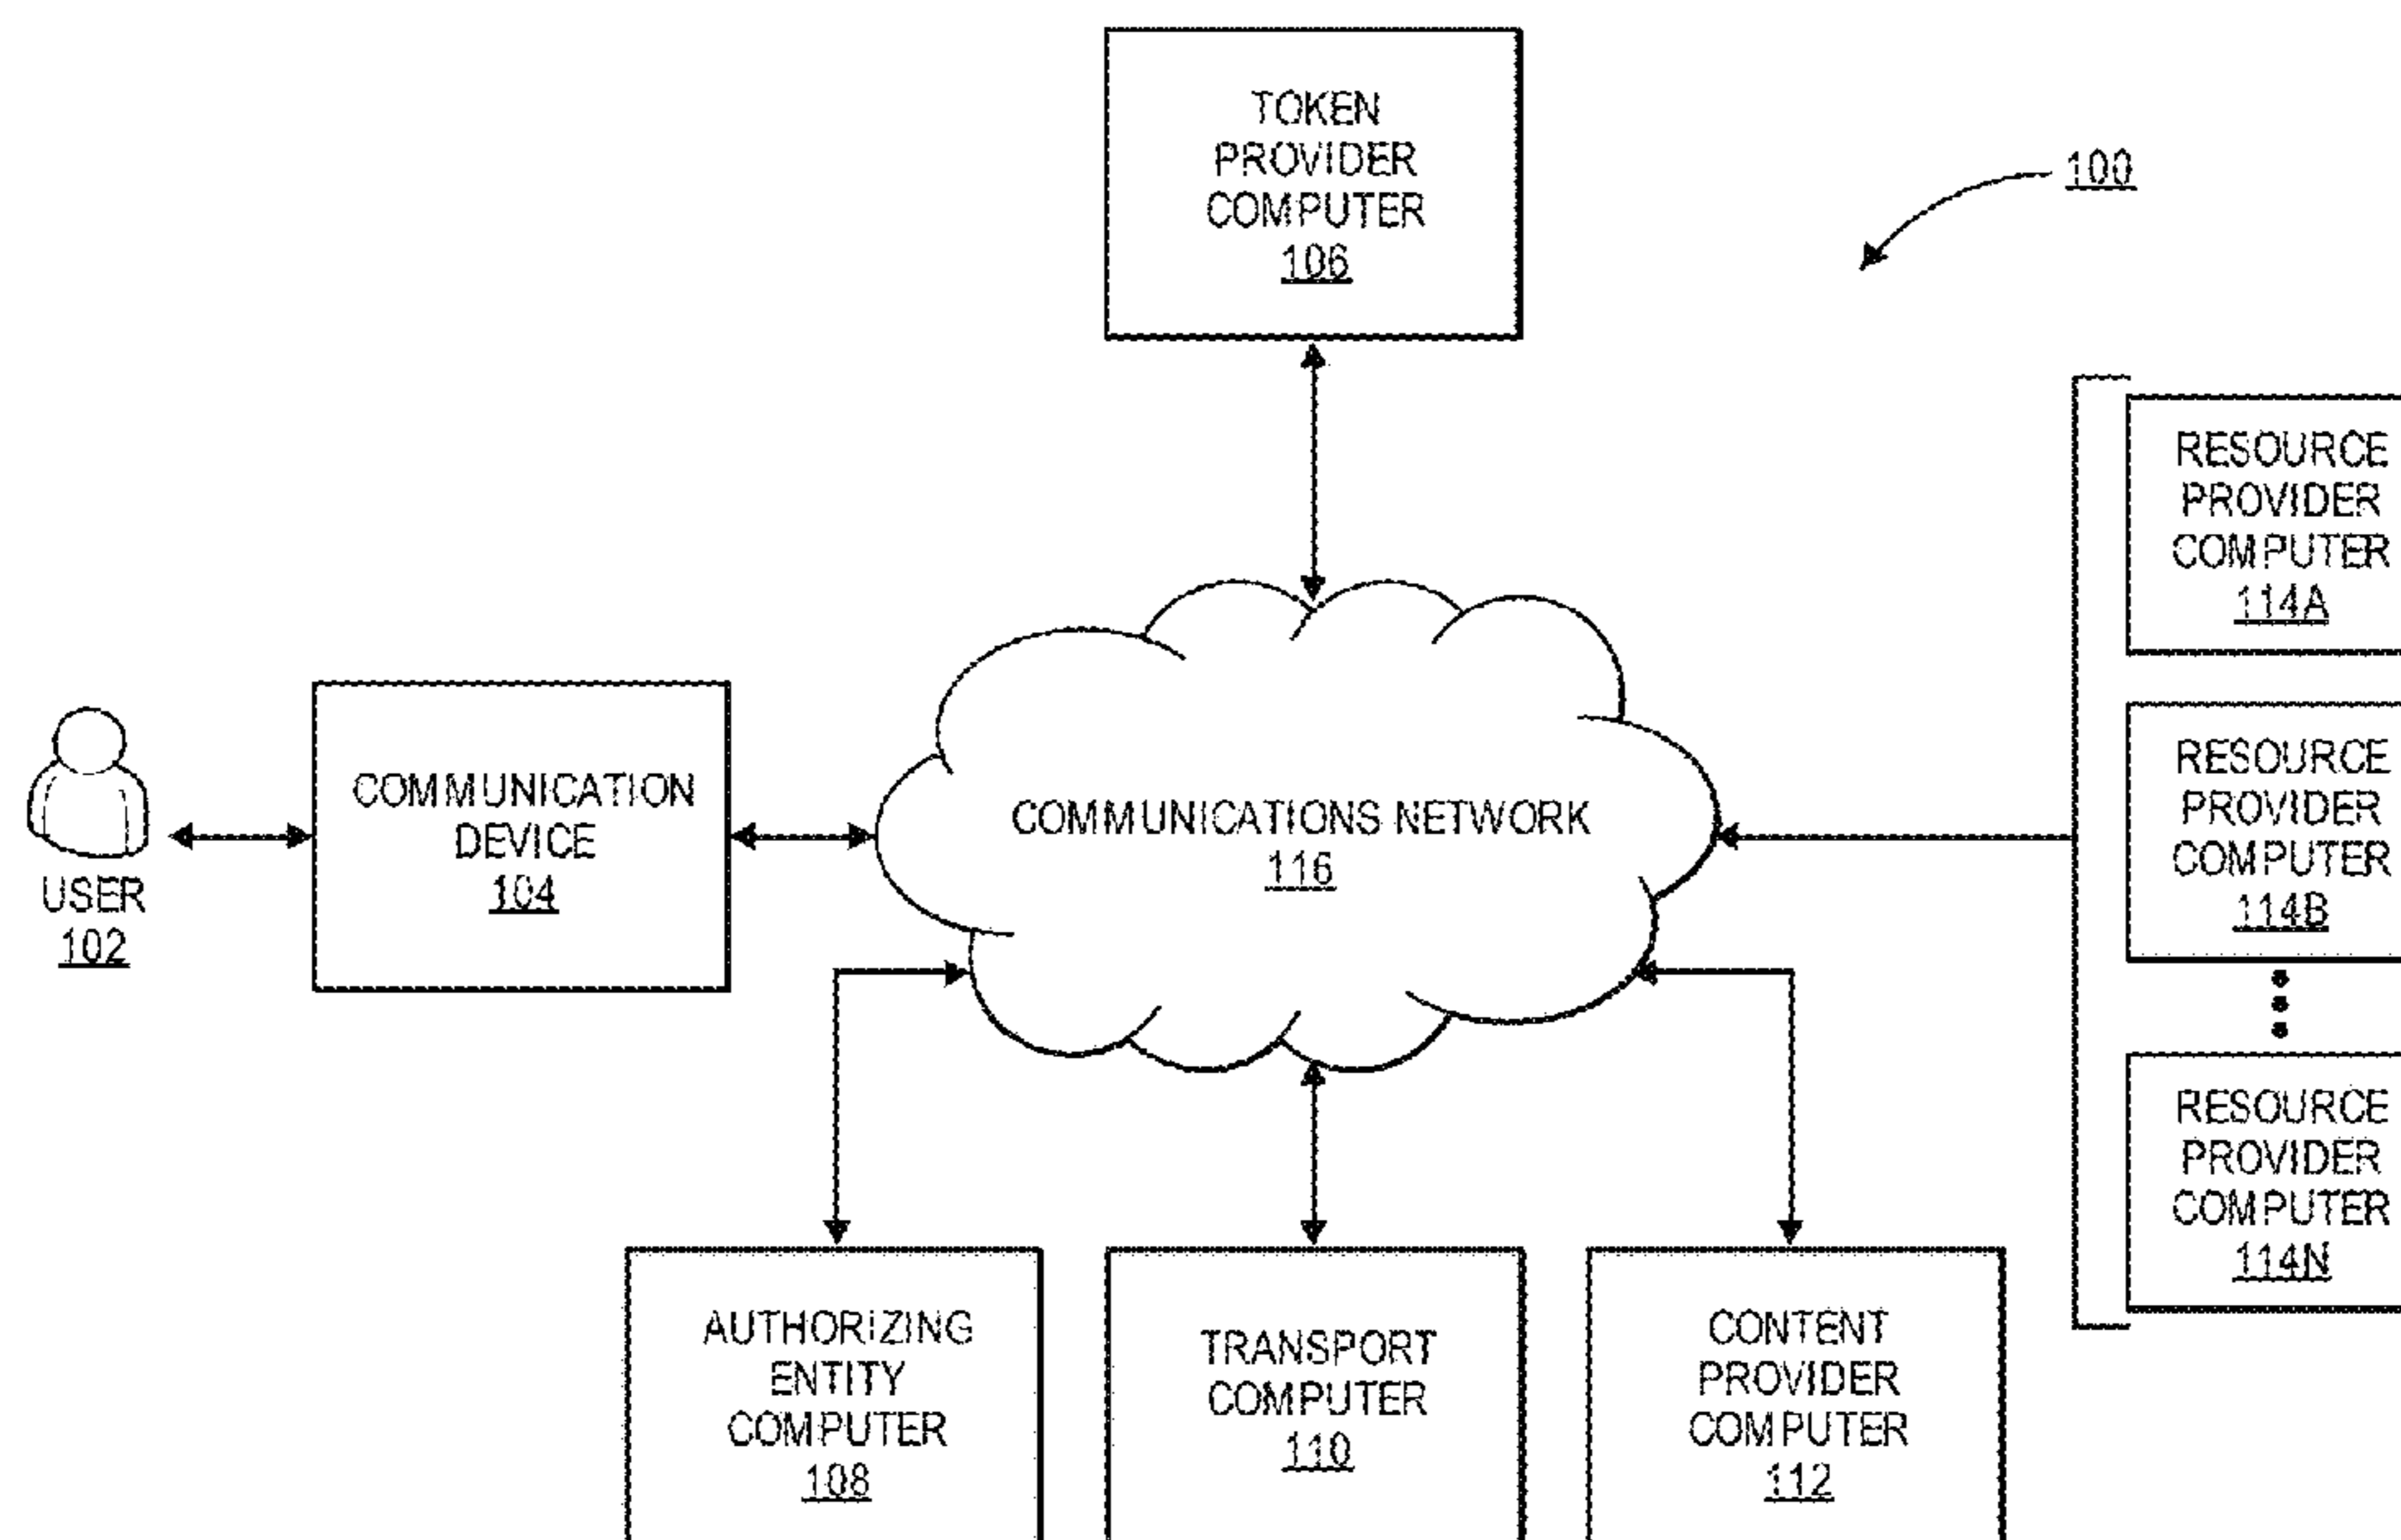 TOKEN
PROVIDER
COMPUTER
106
100
RESOURCE
PROVIDER
COMPUTER
114A
RESOURCE
PROVIDER
COMPUTER
114B
RESOURCE
PROVIDER
COMPUTER
114N
USER
102
COMMUNICATION
DEVICE
104
COMMUNICATIONS NETWORK
116
AUTHORIZING
ENTITY
COMPUTER
108
TRANSPORT
COMPUTER
110
CONTENT
PROVIDER
COMPUTER
112